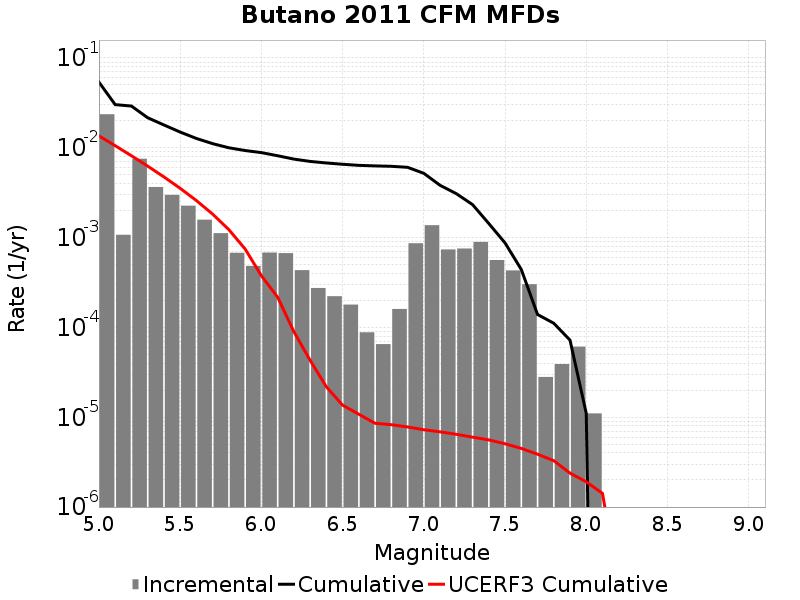 Butano 2011 CFM MFDs
Rate (1/yr)
10^-1
10^-2
10^-3
10^-4
10^-5
10^-6
5.0 5.5 6.0 6.5 7.0 7.5 8.0 8.5 9.0
Magnitude
Incremental Cumulative UCERF3 Cumulative